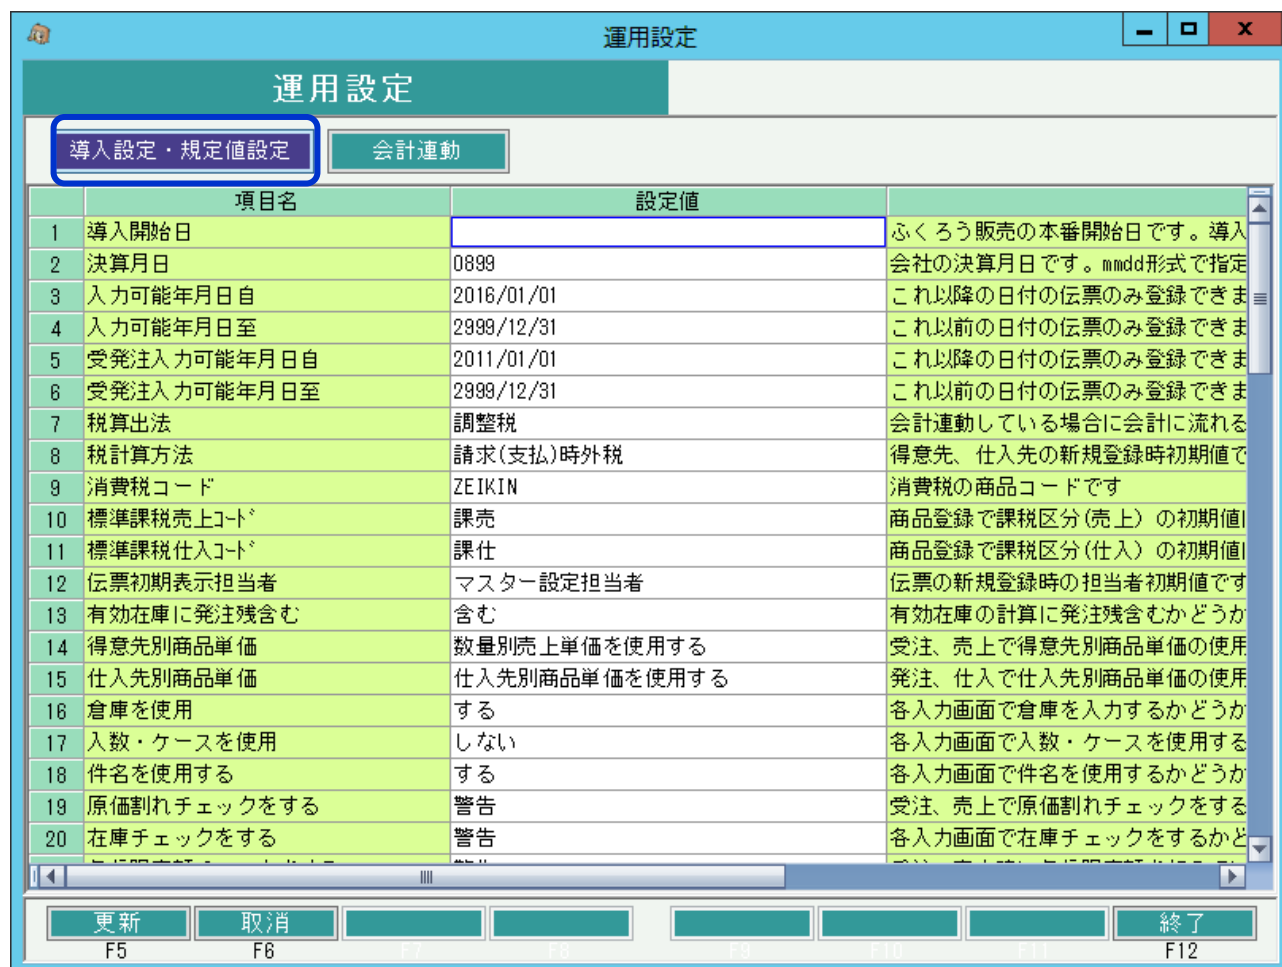 運用設定
運用設定
導入設定・規定値設定 会計連動
項目名 設定値
1 導入開始日 ふくろう販売の本番開始日です。導入
2 決算月日 0899 会社の決算月日です。mmdd形式で指定
3 入力可能年月日自 2016/01/01 これ以降の日付の伝票のみ登録できま
4 入力可能年月日至 2999/12/31 これ以前の日付の伝票のみ登録できま
5 受発注入力可能年月日自 2011/01/01 これ以降の日付の伝票のみ登録できま
6 受発注入力可能年月日至 2999/12/31 これ以前の日付の伝票のみ登録できま
7 税算出法 調整税 会計連動している場合に会計に流れる
8 税計算方法 請求(支払)時外税 得意先、仕入先の新規登録時初期値で
9 消費税コード ZEIKIN 消費税の商品コードです
10 標準課税売上ｺｰﾄﾞ 課売 商品登録で課税区分(売上) の初期値
11 標準課税仕入ｺｰﾄﾞ 課仕 商品登録で課税区分(仕入) の初期値
12 伝票初期表示担当者 マスター設定担当者 伝票の新規登録時の担当者初期値です
13 有効在庫に発注残含む 含む 有効在庫の計算に発注残含むかどうか
14 得意先別商品単価 数量別売上単価を使用する 受注、売上で得意先別商品単価の使用
15 仕入先別商品単価 仕入先別商品単価を使用する 発注、仕入で仕入先別商品単価の使用
16 倉庫を使用 する 各入力画面で倉庫を入力するかどうか
17 入数・ケースを使用 しない 各入力画面で入数・ケースを使用する
18 件名を使用する する 各入力画面で件名を使用するかどうか
19 原価割れチェックをする 警告 受注、売上で原価割れチェックをする
20 在庫チェックをする 警告 各入力画面で在庫チェックをするかど
更新 取消 終了
F5 F6 F7 F8 F9 F10 F11 F12